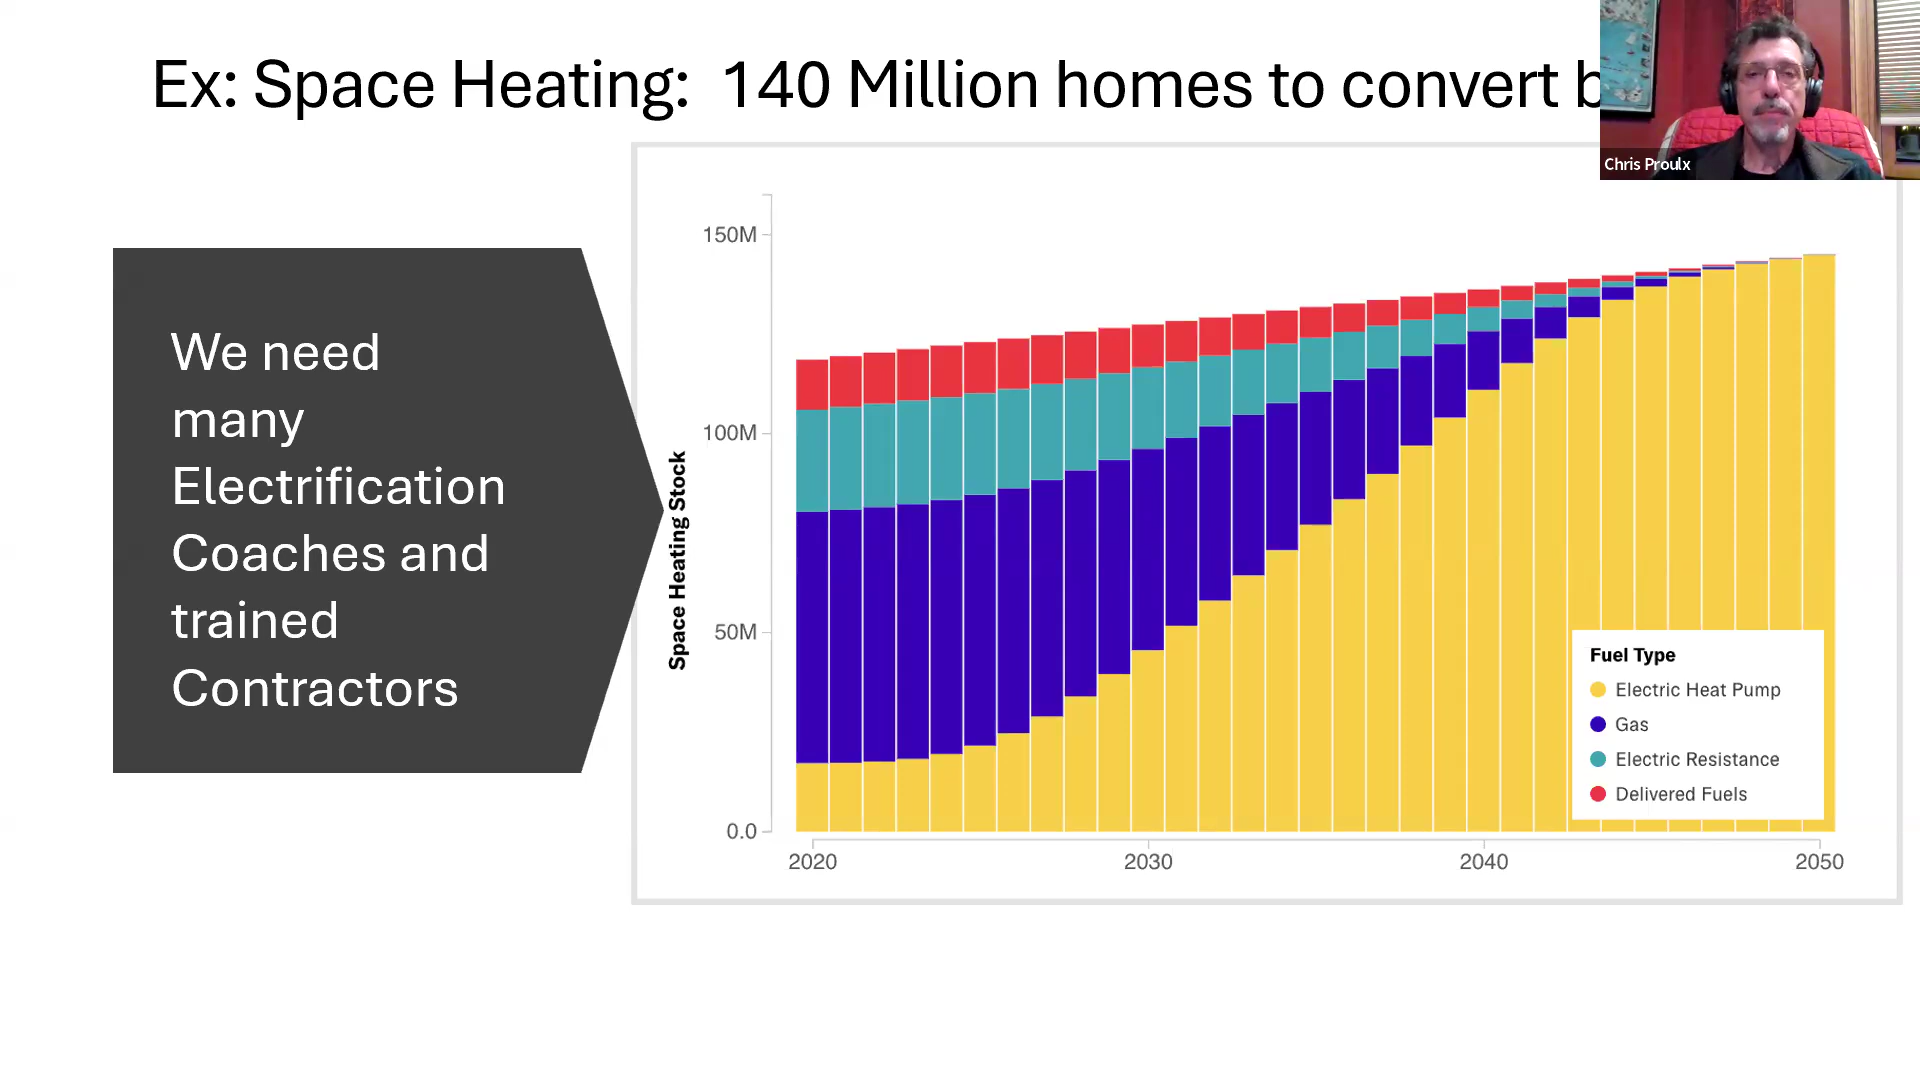 Ex: Space Heating: 140 Million homes to convert
Chris Proulx
We need
many
Electrification
Coaches and
trained
Contractors
Space Heating Stock
150M
100M
50M
0.0
2020 2030 2040 2050
Fuel Type
Electric Heat Pump
Gas
Electric Resistance
Delivered Fuels